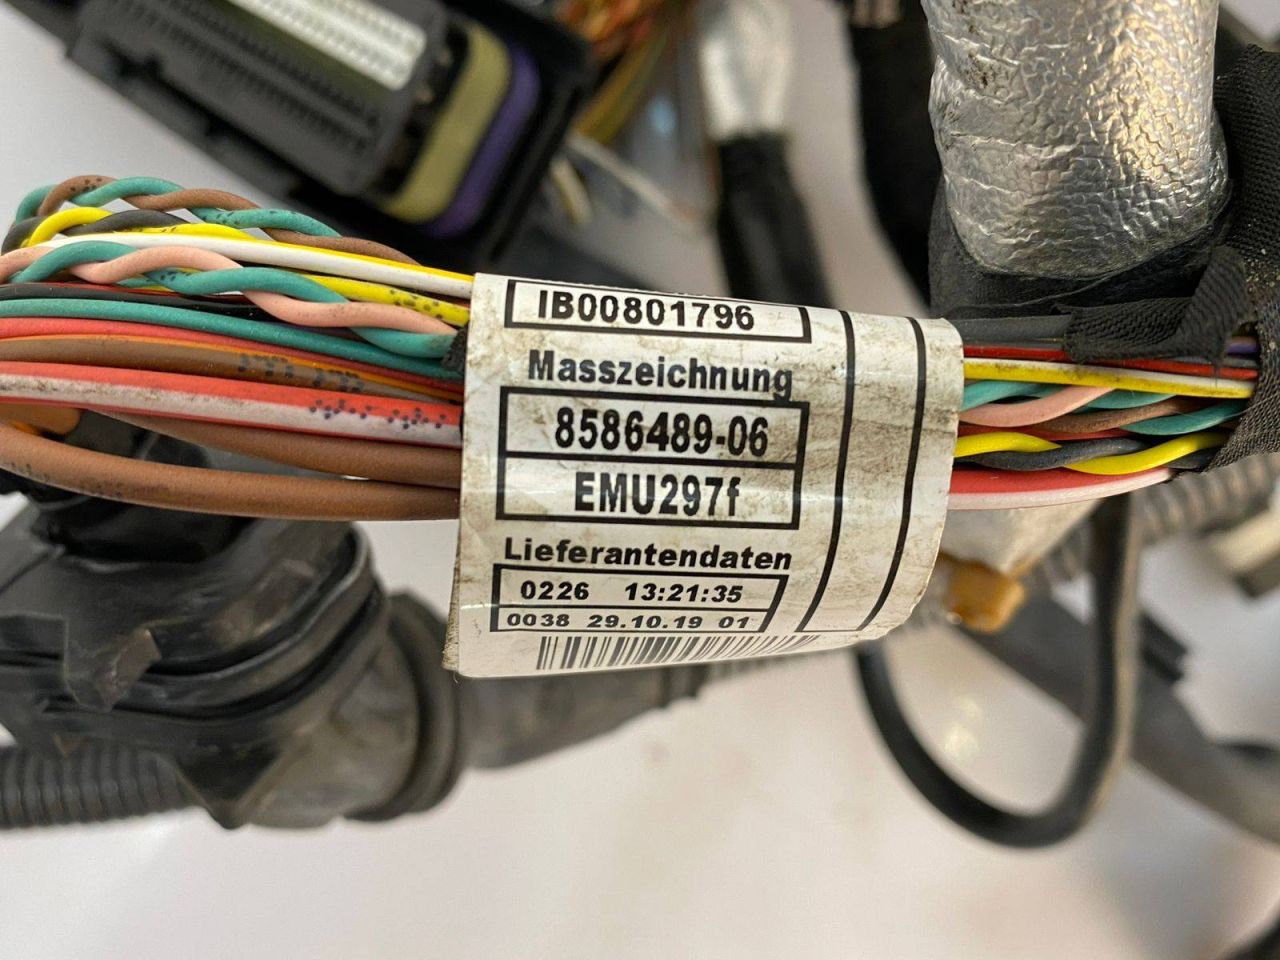 IB00801796
Masszeichnung
8586489-06
EMU297f
Lieferantendaten
0226 13:21:35
0038 29.10.19 01